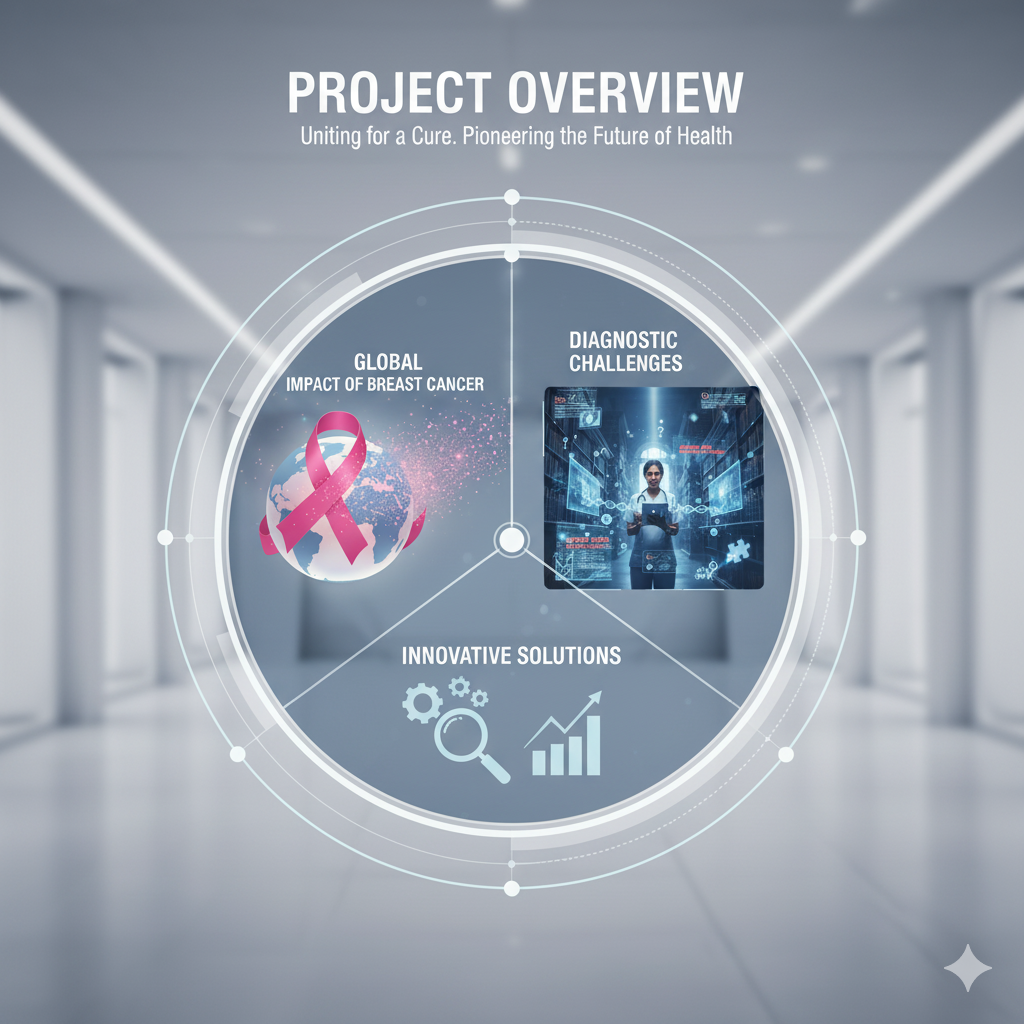 PROJECT OVERVIEW
Uniting for a Cure. Pioneering the Future of Health
GLOBAL
IMPACT OF BREAST CANCER
DIAGNOSTIC
CHALLENGES
?
INNOVATIVE SOLUTIONS